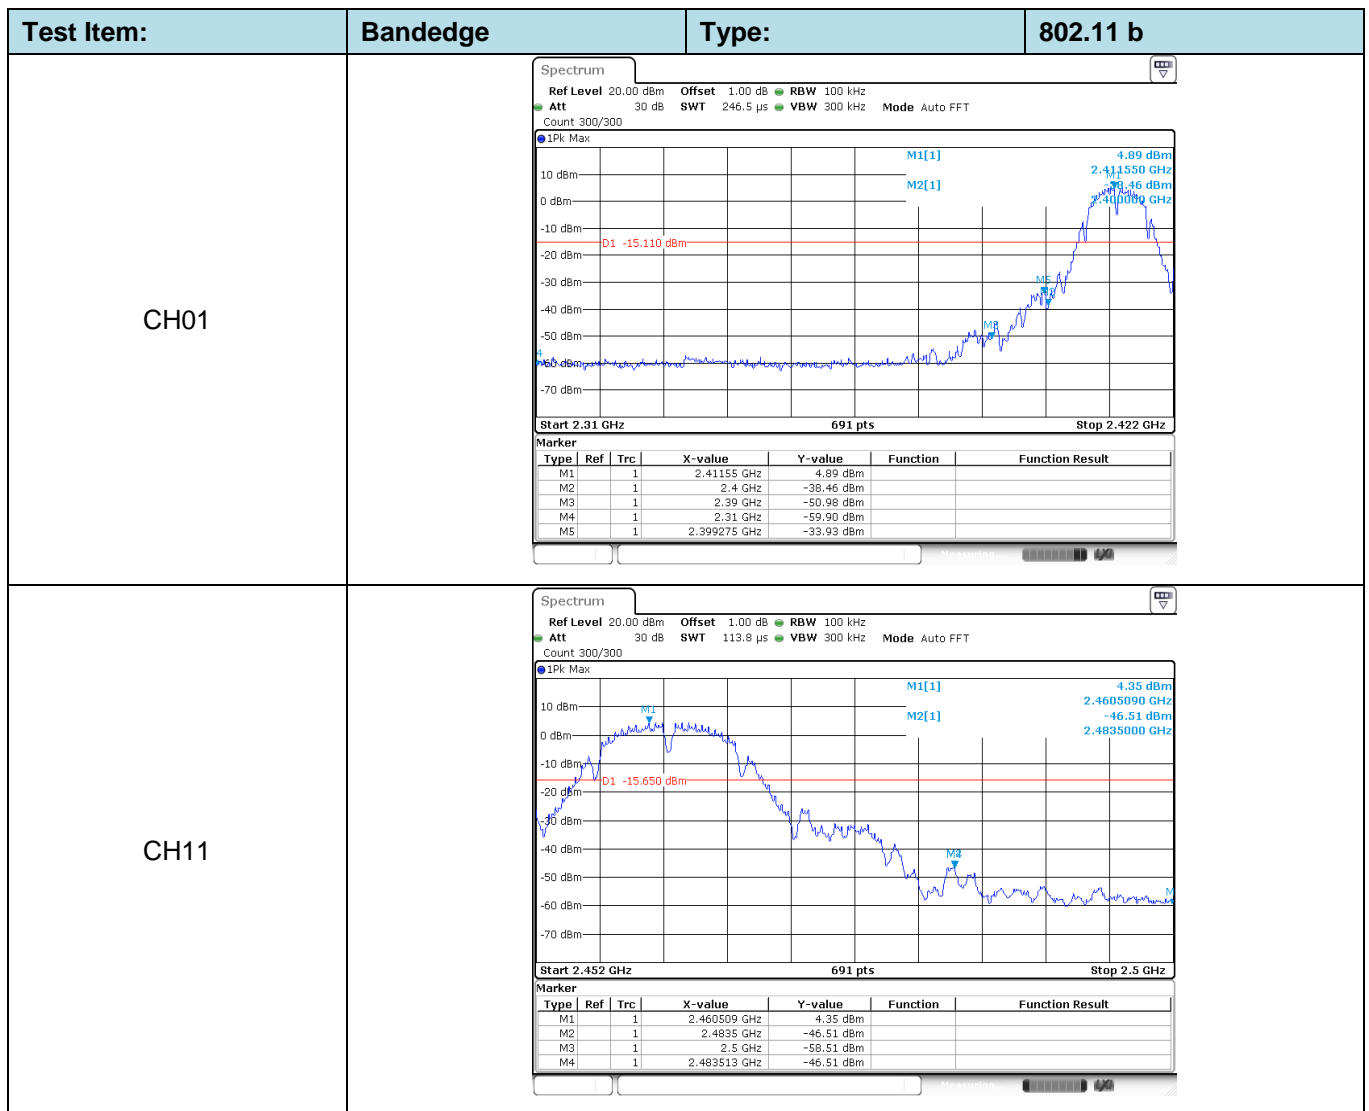 Test Item: Bandedge Type: 802.11 b
CH01
Spectrum
Ref Level 20.00 dBm Offset 1.00 dB RBW 100 kHz
Att 30 dB SWT 246.5 µs VBW 300 kHz Mode Auto FFT
Count 300/300
1Pk Max
M1[1] 4.89 dBm
2.411550 GHz
M2[1] -38.46 dBm
2.400000 GHz
M1
10 dBm
0 dBm
-10 dBm
D1 -15.110 dBm
-20 dBm
-30 dBm
M5
-40 dBm
M3
-50 dBm
-60 dBm
-70 dBm
Start 2.31 GHz 691 pts Stop 2.422 GHz
Marker
Type Ref Trc X-value Y-value Function Function Result
M1 1 2.41155 GHz 4.89 dBm
M2 1 2.4 GHz -38.46 dBm
M3 1 2.39 GHz -50.98 dBm
M4 1 2.31 GHz -59.90 dBm
M5 1 2.399275 GHz -33.93 dBm
Measuring...
CH11
Spectrum
Ref Level 20.00 dBm Offset 1.00 dB RBW 100 kHz
Att 30 dB SWT 113.8 µs VBW 300 kHz Mode Auto FFT
Count 300/300
1Pk Max
M1[1] 4.35 dBm
2.4605090 GHz
M2[1] -46.51 dBm
2.4835000 GHz
10 dBm
M1
0 dBm
-10 dBm
D1 -15.650 dBm
-20 dBm
-30 dBm
-40 dBm
-50 dBm
-60 dBm
-70 dBm
Start 2.452 GHz 691 pts Stop 2.5 GHz
Marker
Type Ref Trc X-value Y-value Function Function Result
M1 1 2.460509 GHz 4.35 dBm
M2 1 2.4835 GHz -46.51 dBm
M3 1 2.5 GHz -58.51 dBm
M4 1 2.483513 GHz -46.51 dBm
Measuring...